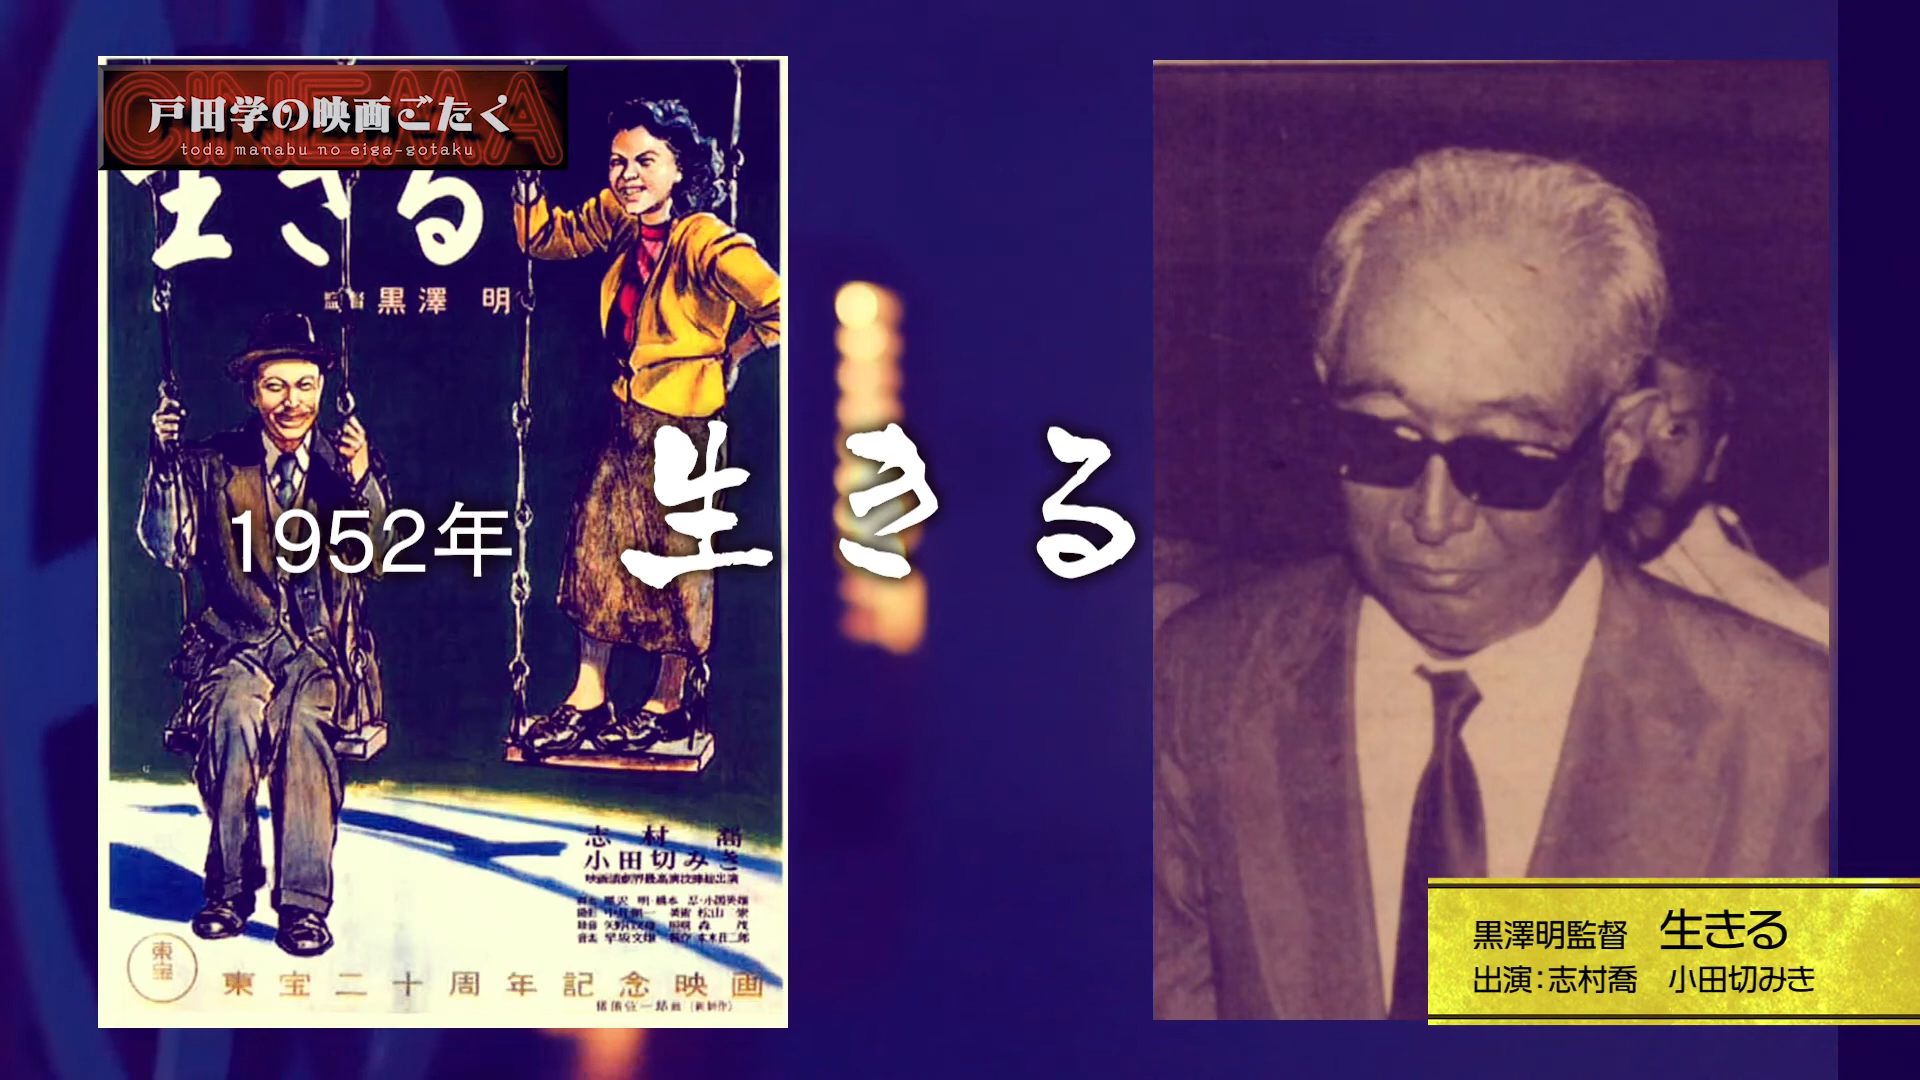 CINEMA
戸田学の映画ごたく
toda manabu no eiga-gotaku
生きる
監督 黒澤 明
1952年 生きる
志村 喬
小田切みき
東宝
東宝二十周年記念映画
黒澤明監督 生きる
出演:志村喬 小田切みき